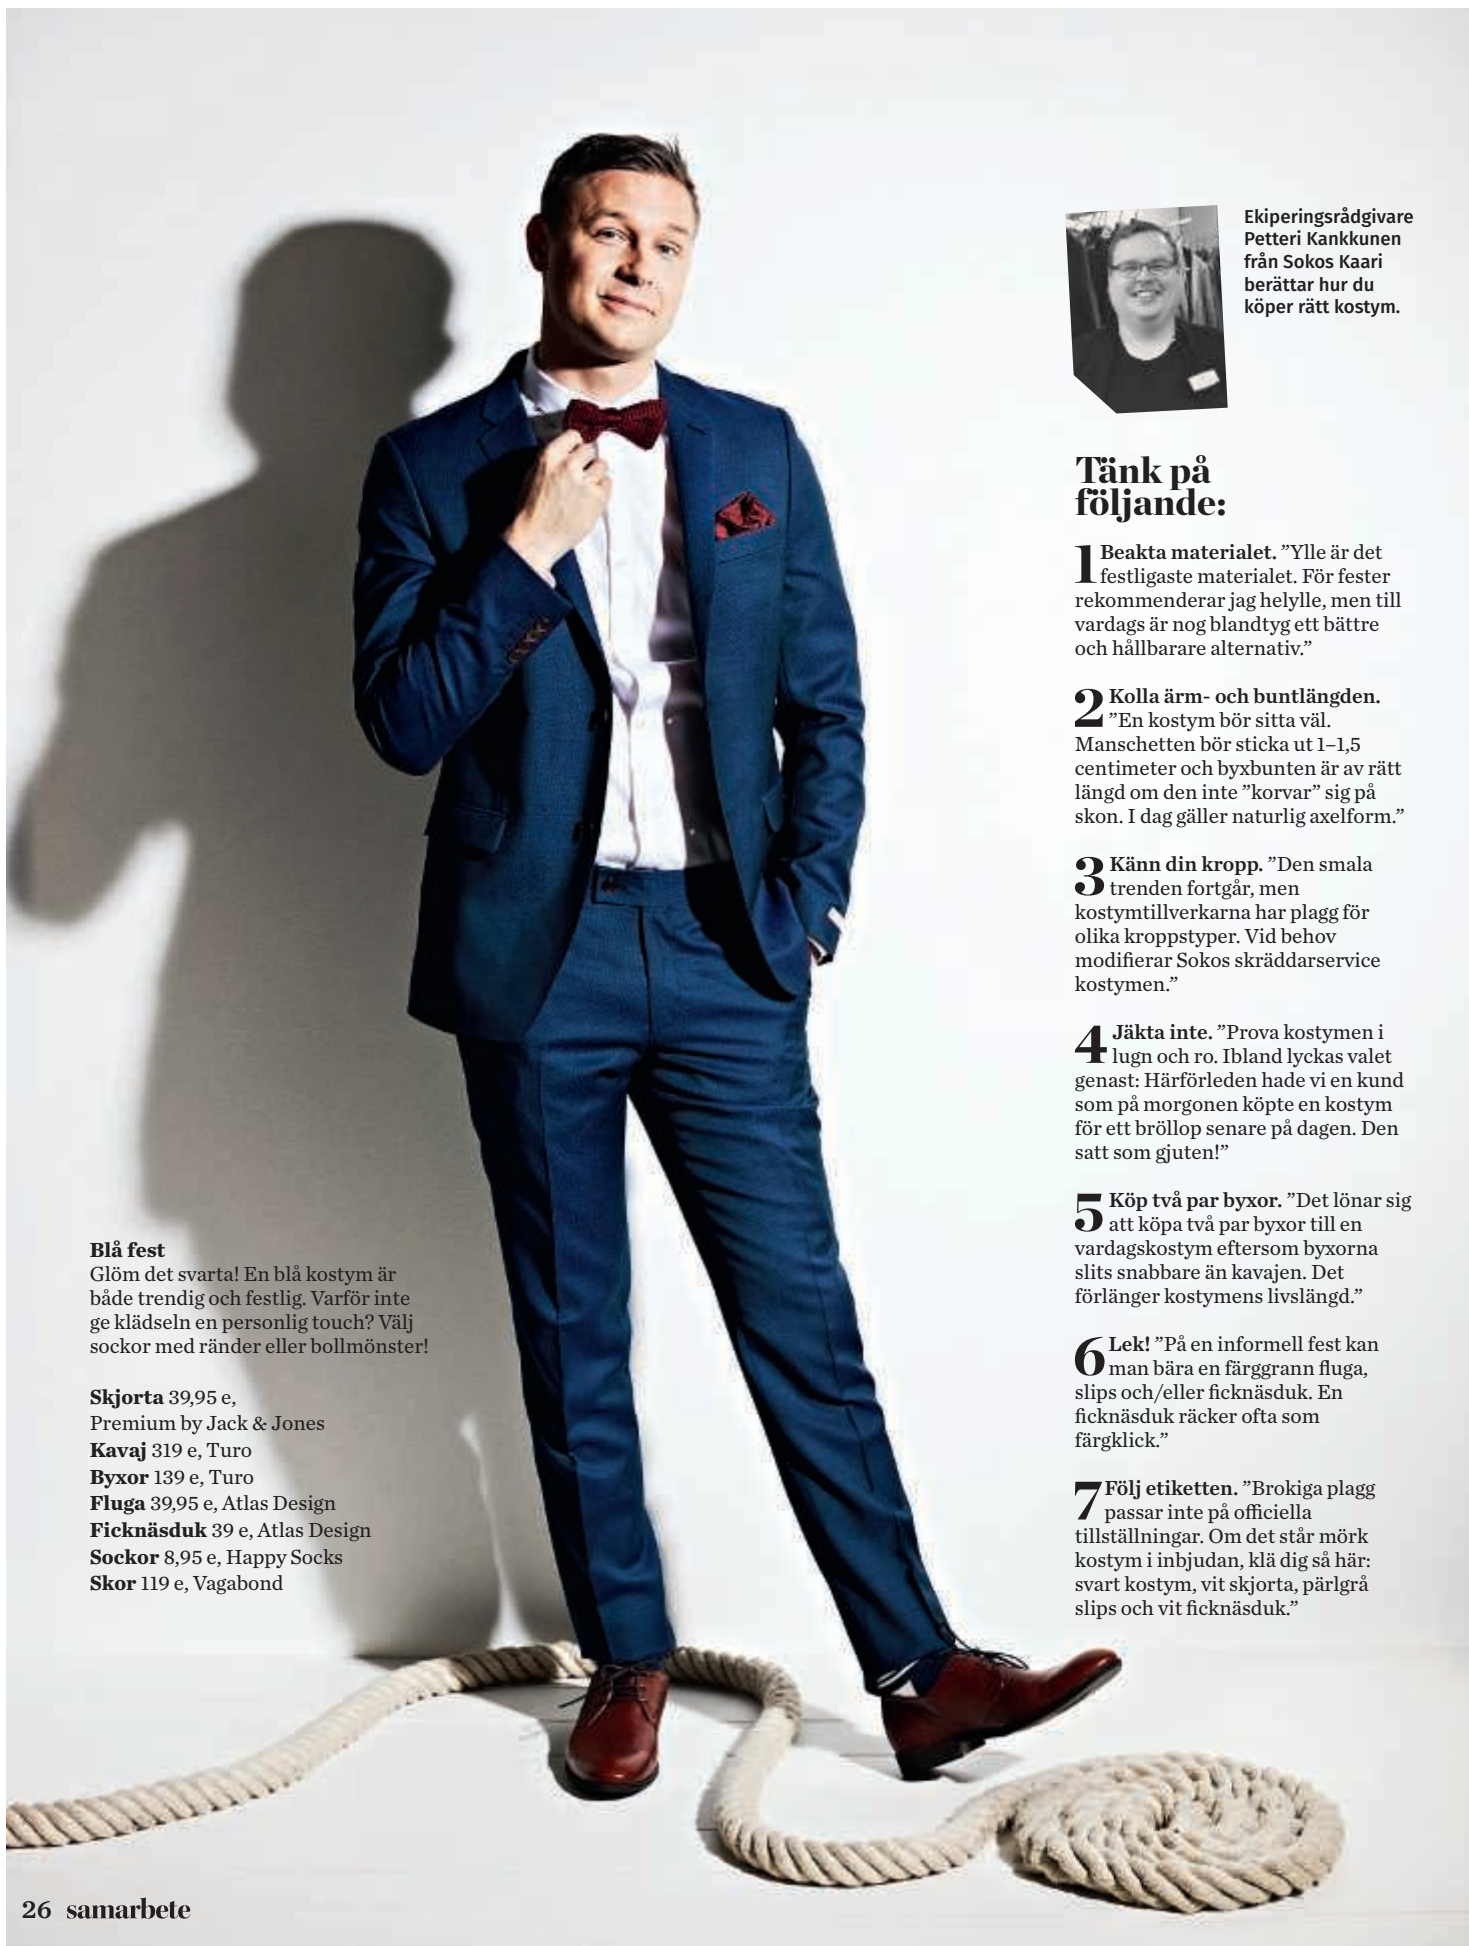 Ekiperingsrådgivare
Petteri Kankkunen
från Sokos Kaari
berättar hur du
köper rätt kostym.
Tänk på
följande:
1 Beakta materialet. ”Ylle är det
festligaste materialet. För fester
rekommenderar jag helylle, men till
vardags är nog blandtyg ett bättre
och hållbarare alternativ.”
2 Kolla ärm- och buntlängden.
”En kostym bör sitta väl.
Manschetten bör sticka ut 1–1,5
centimeter och byxbunten är av rätt
längd om den inte ”korvar” sig på
skon. I dag gäller naturlig axelform.”
3 Känn din kropp. ”Den smala
trenden fortgår, men
kostymtillverkarna har plagg för
olika kroppstyper. Vid behov
modifierar Sokos skräddarservice
kostymen.”
4 Jäkta inte. ”Prova kostymen i
lugn och ro. Ibland lyckas valet
genast: Härförleden hade vi en kund
som på morgonen köpte en kostym
för ett bröllop senare på dagen. Den
satt som gjuten!”
5 Köp två par byxor. ”Det lönar sig
att köpa två par byxor till en
vardagskostym eftersom byxorna
slits snabbare än kavajen. Det
förlänger kostymens livslängd.”
6 Lek! ”På en informell fest kan
man bära en färggrann fluga,
slips och/eller ficknäsduk. En
ficknäsduk räcker ofta som
färgklick.”
7 Följ etiketten. ”Brokiga plagg
passar inte på officiella
tillställningar. Om det står mörk
kostym i inbjudan, klä dig så här:
svart kostym, vit skjorta, pärlgrå
slips och vit ficknäsduk.”
Blå fest
Glöm det svarta! En blå kostym är
både trendig och festlig. Varför inte
ge klädseln en personlig touch? Välj
sockor med ränder eller bollmönster!
Skjorta 39,95 e,
Premium by Jack & Jones
Kavaj 319 e, Turo
Byxor 139 e, Turo
Fluga 39,95 e, Atlas Design
Ficknäsduk 39 e, Atlas Design
Sockor 8,95 e, Happy Socks
Skor 119 e, Vagabond
26 samarbete